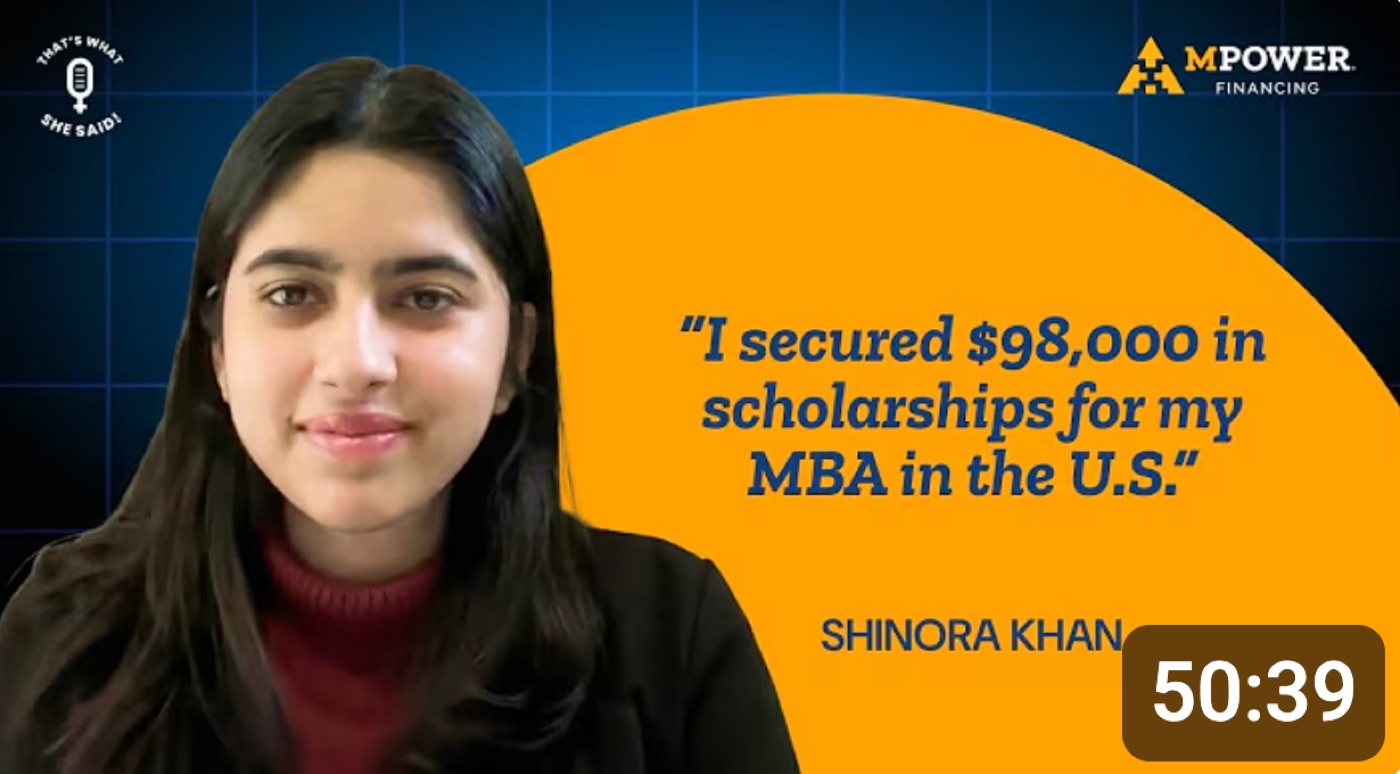 THAT'S WHAT
SHE SAID!
MPOWER
FINANCING
"I secured $98,000 in
scholarships for my
MBA in the U.S."
SHINORA KHAN
50:39